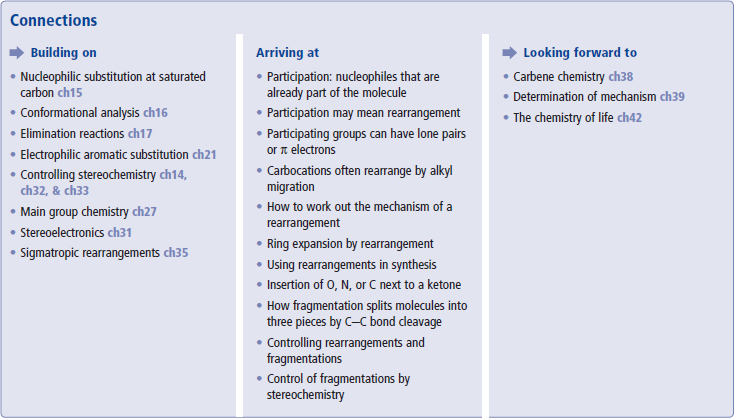 Connections
Building on
• Nucleophilic substitution at saturated
carbon ch15
• Conformational analysis ch16
• Elimination reactions ch17
• Electrophilic aromatic substitution ch21
• Controlling stereochemistry ch14,
ch32, & ch33
• Main group chemistry ch27
• Stereoelectronics ch31
• Sigmatropic rearrangements ch35
Arriving at
• Participation: nucleophiles that are
already part of the molecule
• Participation may mean rearrangement
• Participating groups can have lone pairs
or π electrons
• Carbocations often rearrange by alkyl
migration
• How to work out the mechanism of a
rearrangement
• Ring expansion by rearrangement
• Using rearrangements in synthesis
• Insertion of O, N, or C next to a ketone
• How fragmentation splits molecules into
three pieces by C—C bond cleavage
• Controlling rearrangements and
fragmentations
• Control of fragmentations by
stereochemistry
Looking forward to
• Carbene chemistry ch38
• Determination of mechanism ch39
• The chemistry of life ch42